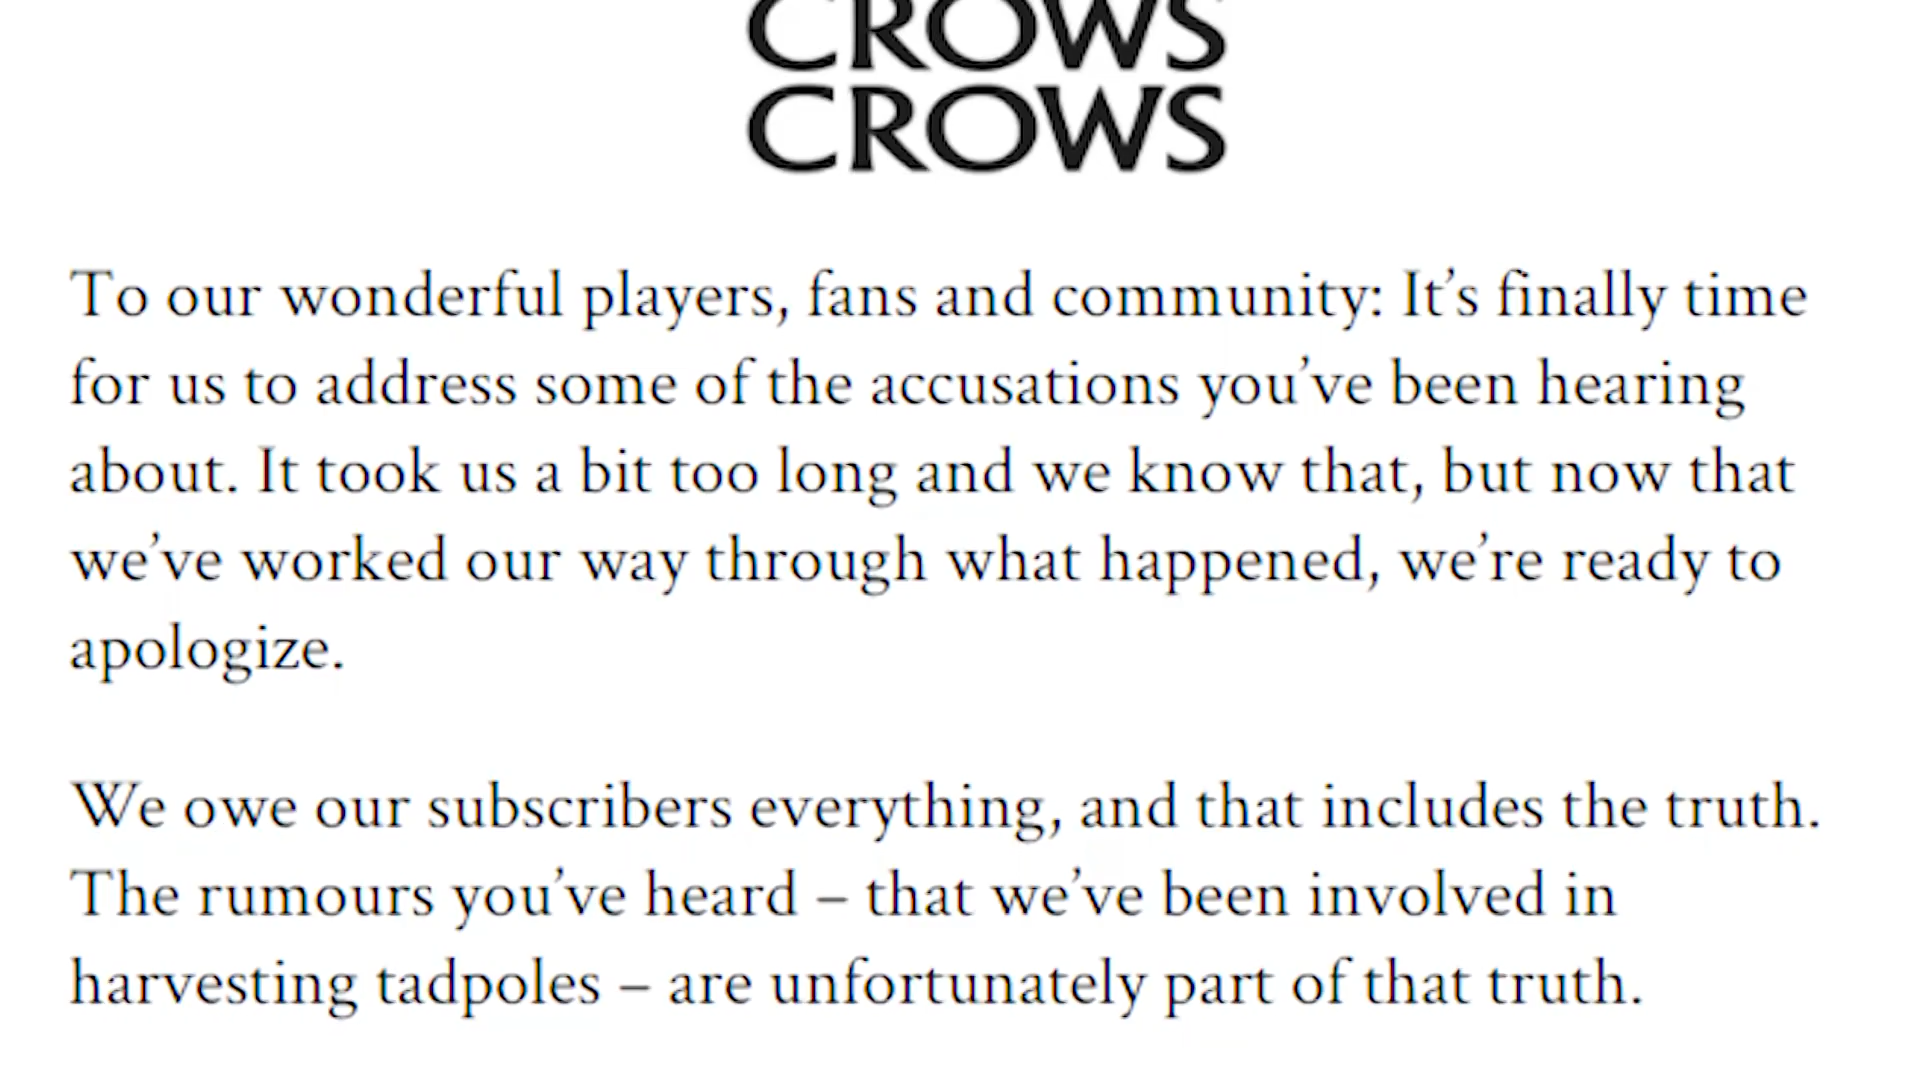 CROWS
CROWS
To our wonderful players, fans and community: It’s finally time
for us to address some of the accusations you’ve been hearing
about. It took us a bit too long and we know that, but now that
we’ve worked our way through what happened, we’re ready to
apologize.
We owe our subscribers everything, and that includes the truth.
The rumours you’ve heard – that we’ve been involved in
harvesting tadpoles – are unfortunately part of that truth.